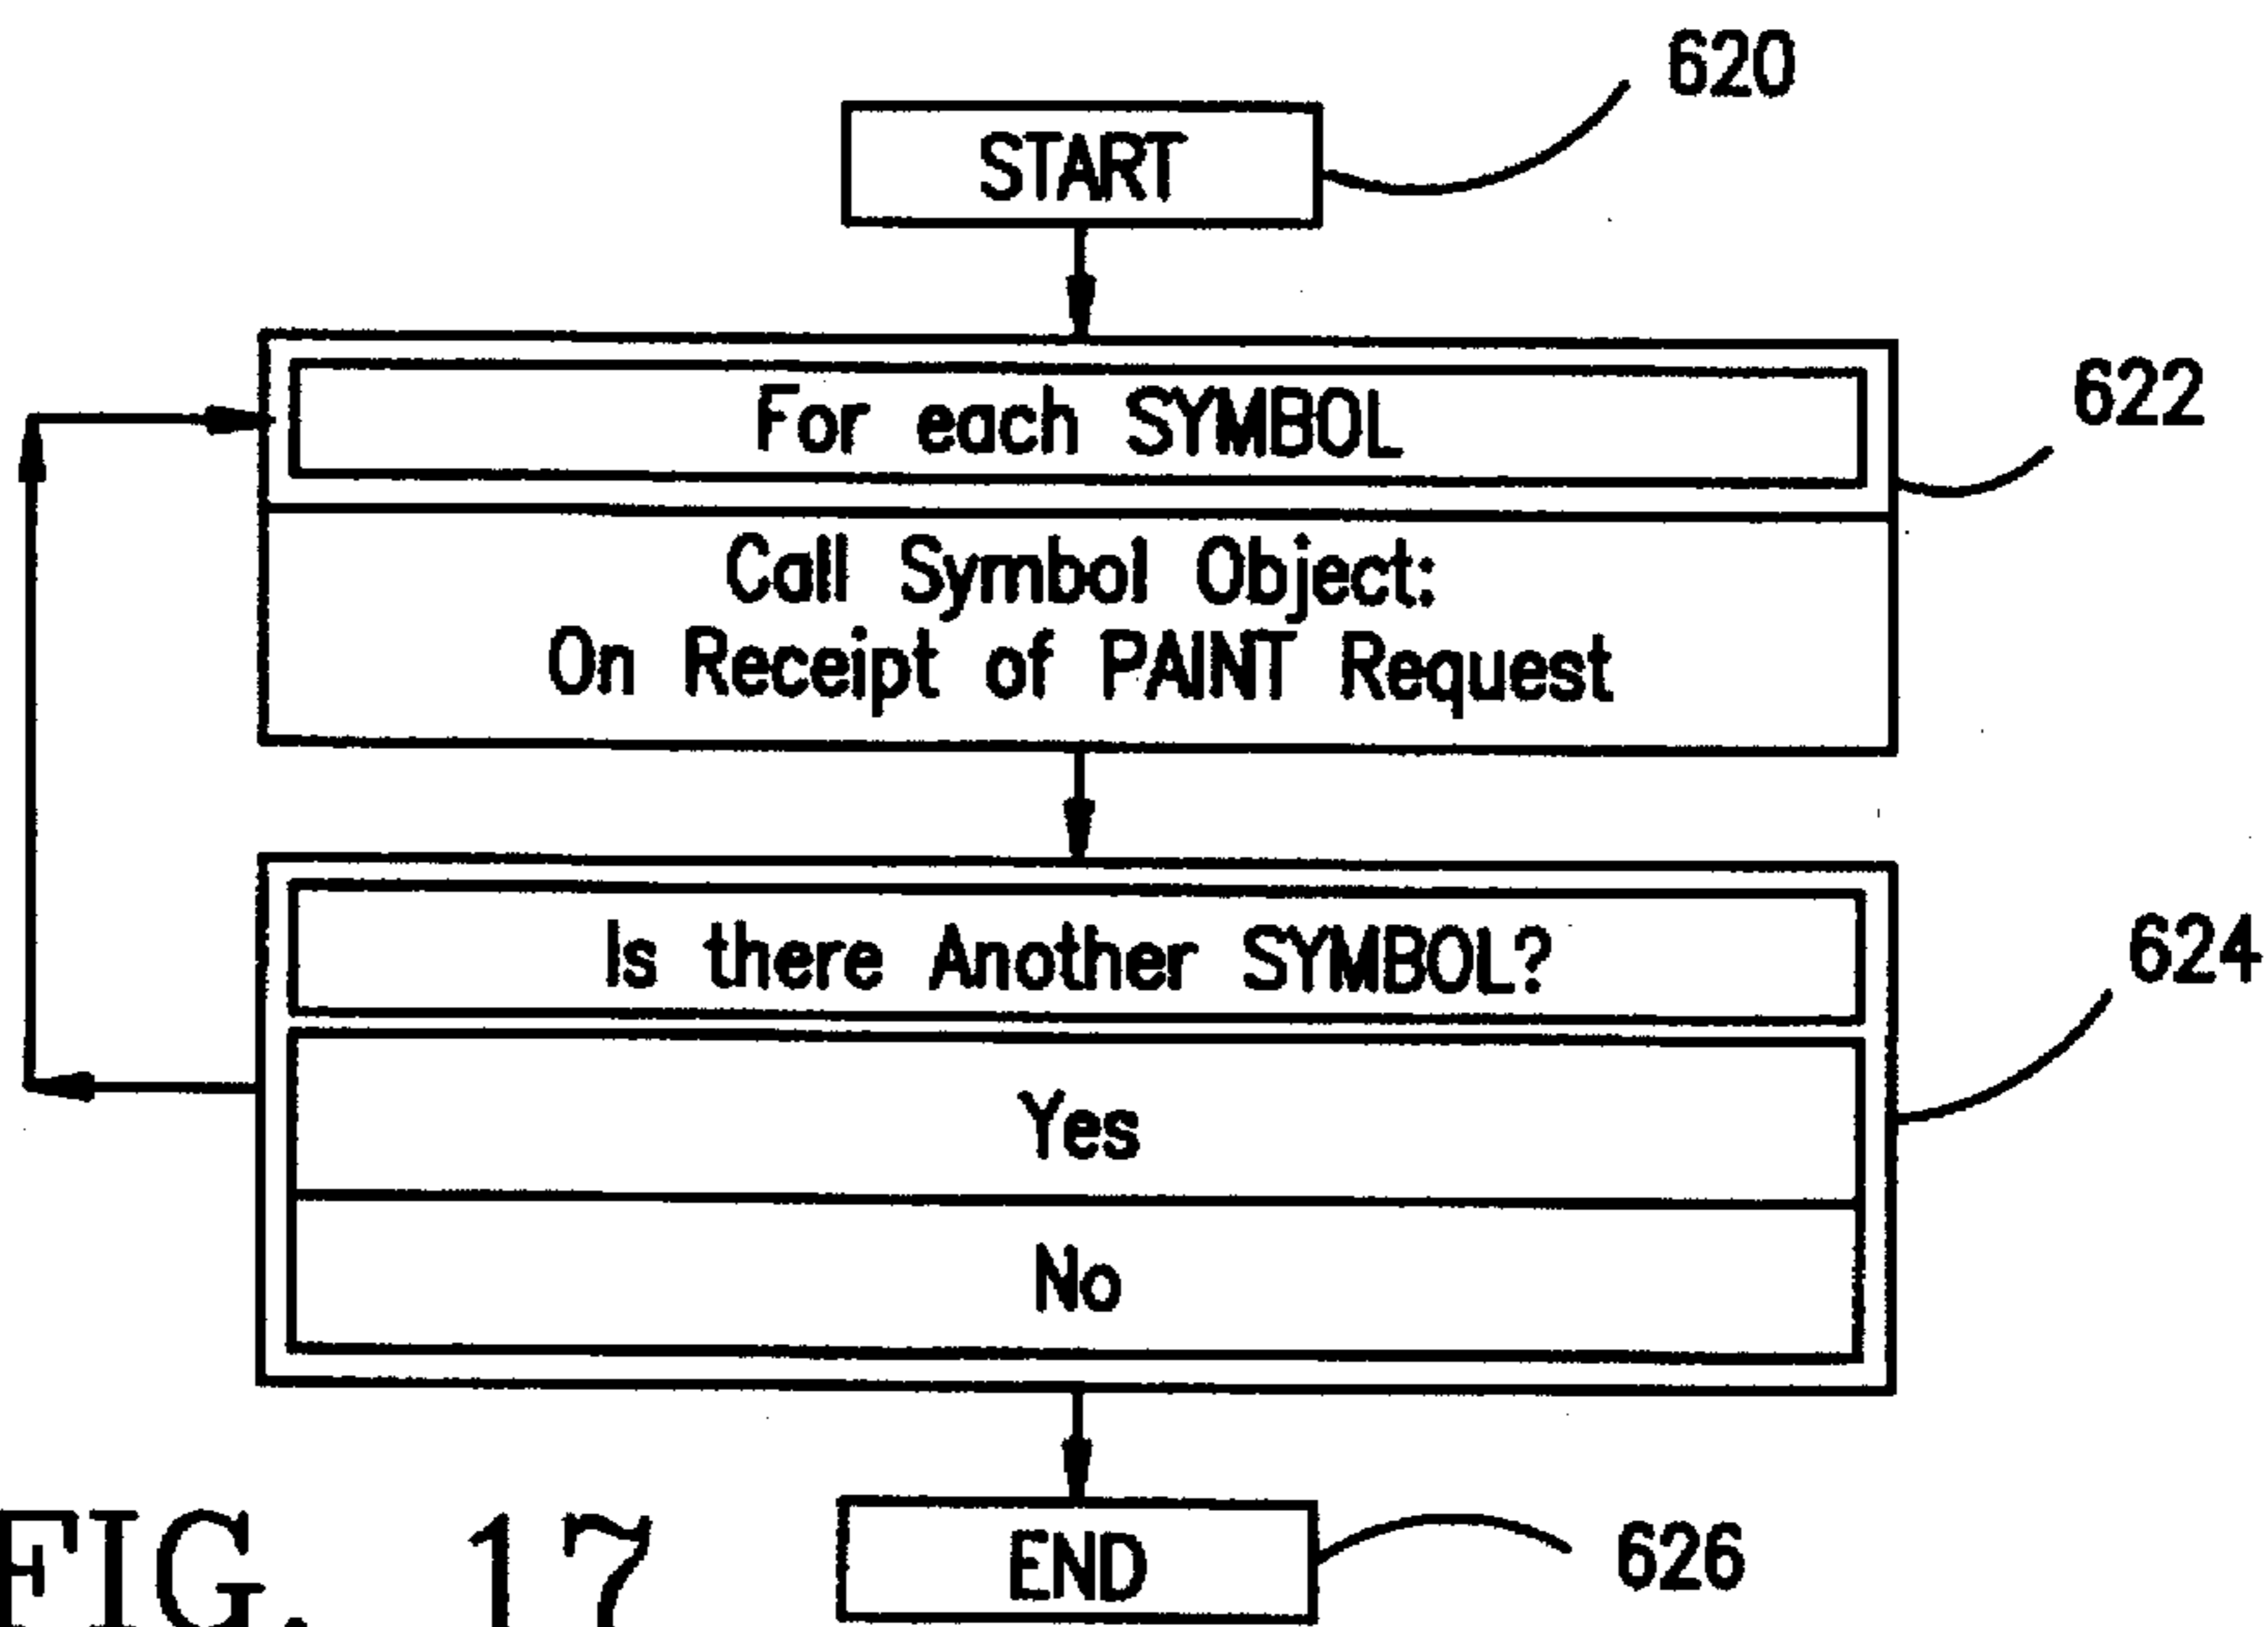 620
START
622
For each SYMBOL
Call Symbol Object:
On Receipt of PAINT Request
624
Is there Another SYMBOL?
Yes
No
END
626
FIG. 17